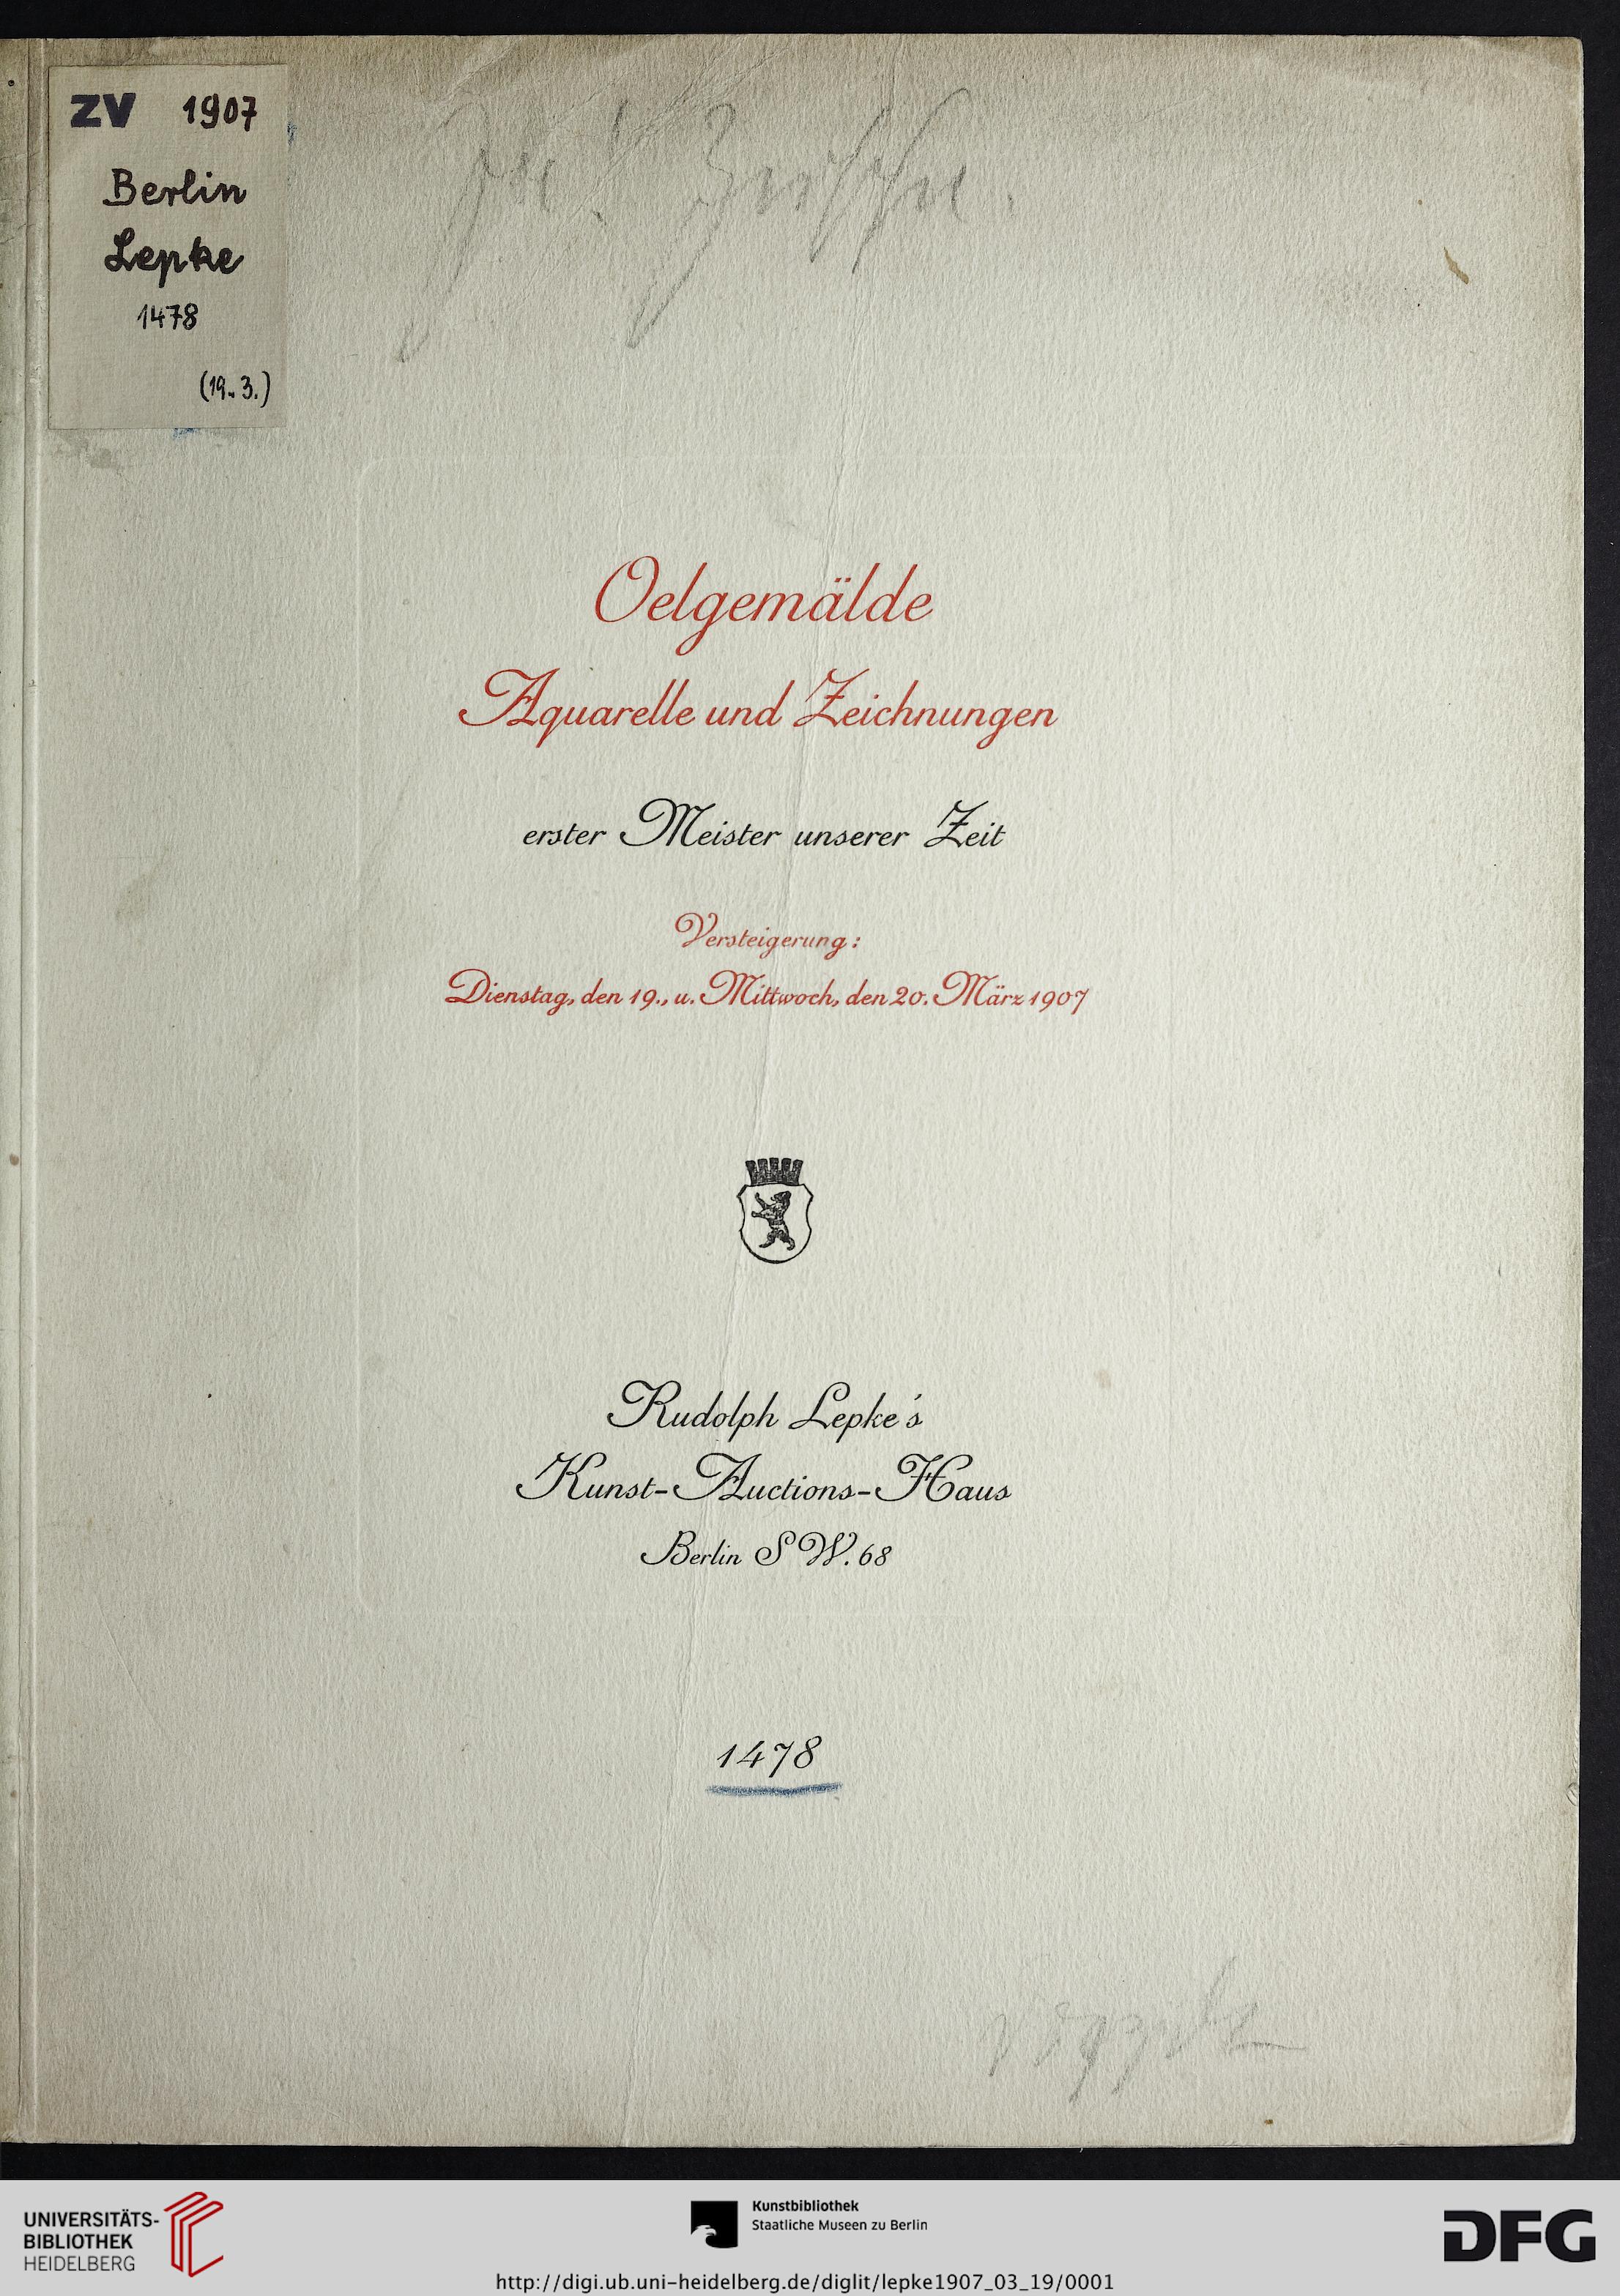 ZV 1907
Berlin
Lepke
1478
(19.3.)
Oelgemälde
Aquarelle und Zeichnungen
erster Meister unserer Zeit
Versteigerung:
Dienstag, den 19., u. Mittwoch, den 20. März 1907
Rudolph Lepke's
Kunst-Auctions-Haus
Berlin SW. 68
1478
UNIVERSITÄTS-
BIBLIOTHEK
HEIDELBERG
Kunstbibliothek
Staatliche Museen zu Berlin
DFG
http://digi.ub.uni-heidelberg.de/diglit/lepke1907_03_19/0001